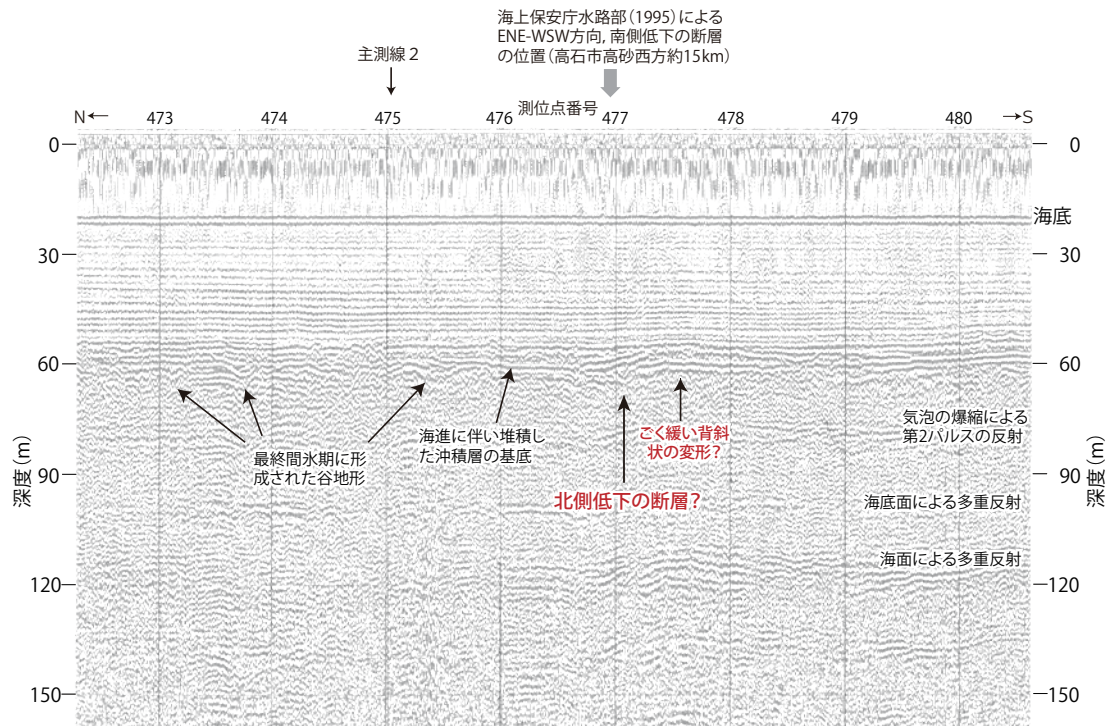 海上保安庁水路部(1995)による
ENE-WSW方向, 南側低下の断層
の位置(高石市高砂西方約15km)
主測線 2
測位点番号
N← 473 474 475 476 477 478 479 480 →S
0 0
海底
30 30
60 60
気泡の爆縮による
第2パルスの反射
海進に伴い堆積し
た沖積層の基底
ごく緩い背斜
状の変形?
最終間氷期に形
成された谷地形
深度(m) 深度(m)
90 90
北側低下の断層?
海底面による多重反射
海面による多重反射
120 120
150 150